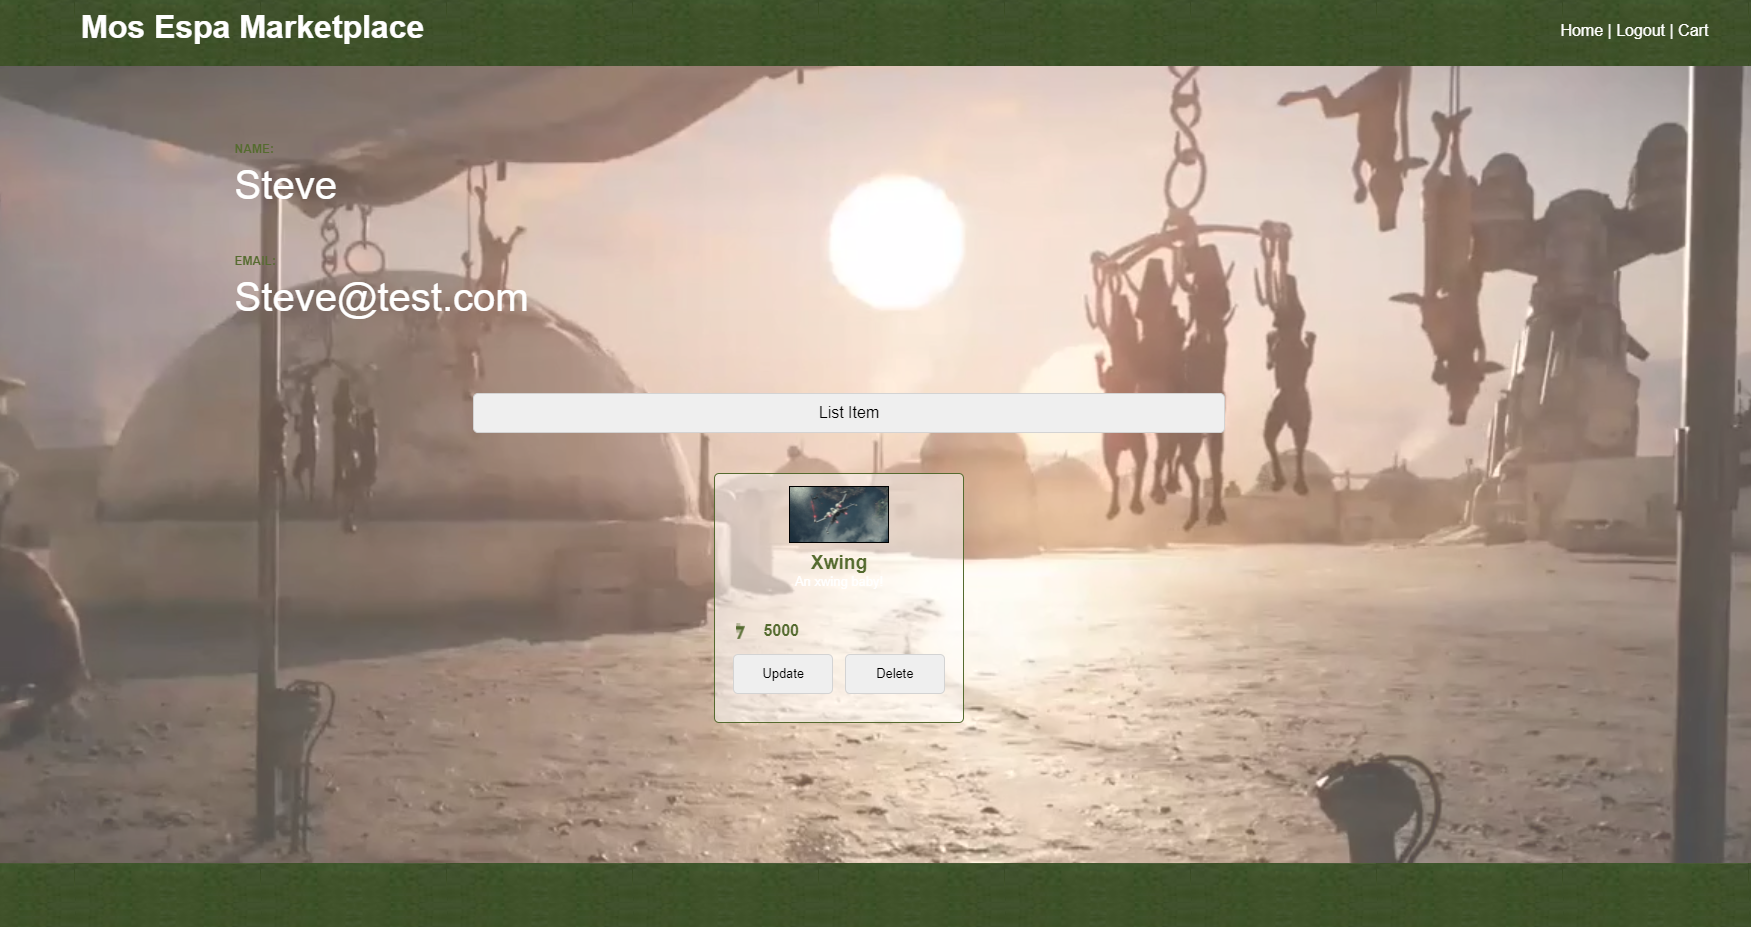 Mos Espa Marketplace
Home | Logout | Cart
NAME:
Steve
EMAIL:
Steve@test.com
List Item
Xwing
An xwing baby!
5000
Update
Delete